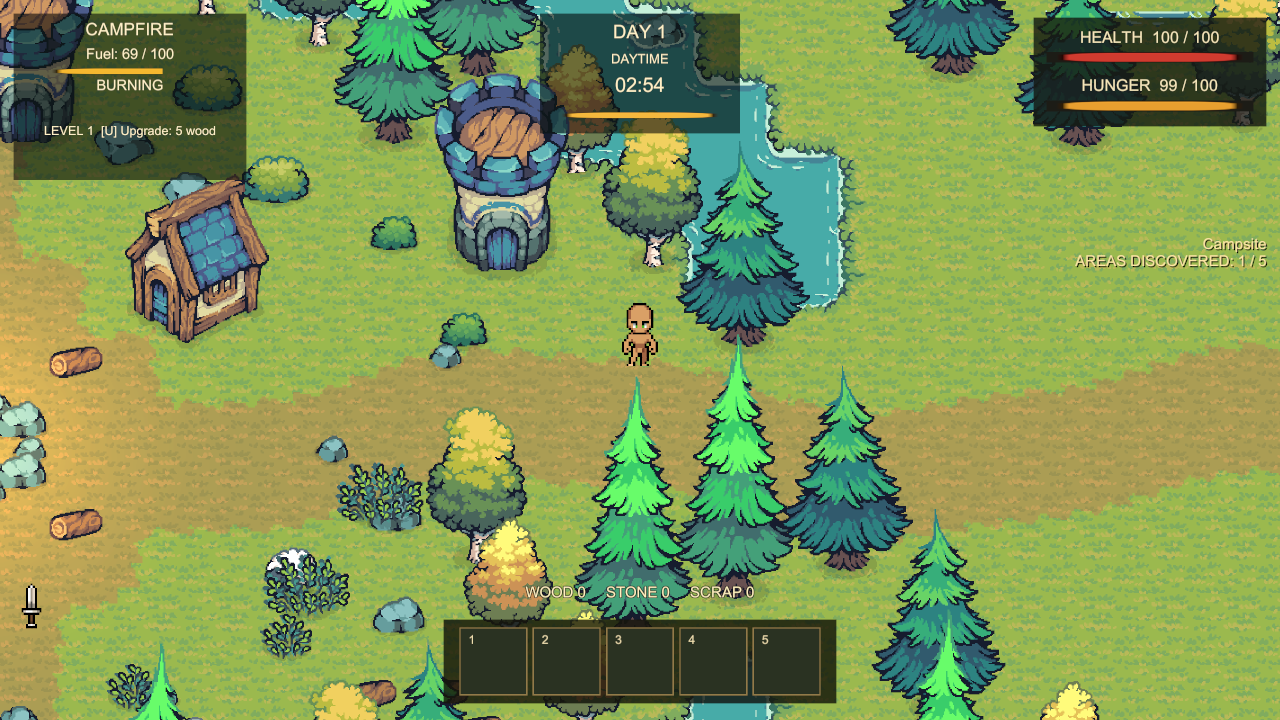 CAMPFIRE
Fuel: 69 / 100
BURNING
LEVEL 1 [U] Upgrade: 5 wood
DAY 1
DAYTIME
02:54
HEALTH 100 / 100
HUNGER 99 / 100
Campsite
AREAS DISCOVERED: 1 / 5
WOOD 0 STONE 0 SCRAP 0
1 2 3 4 5